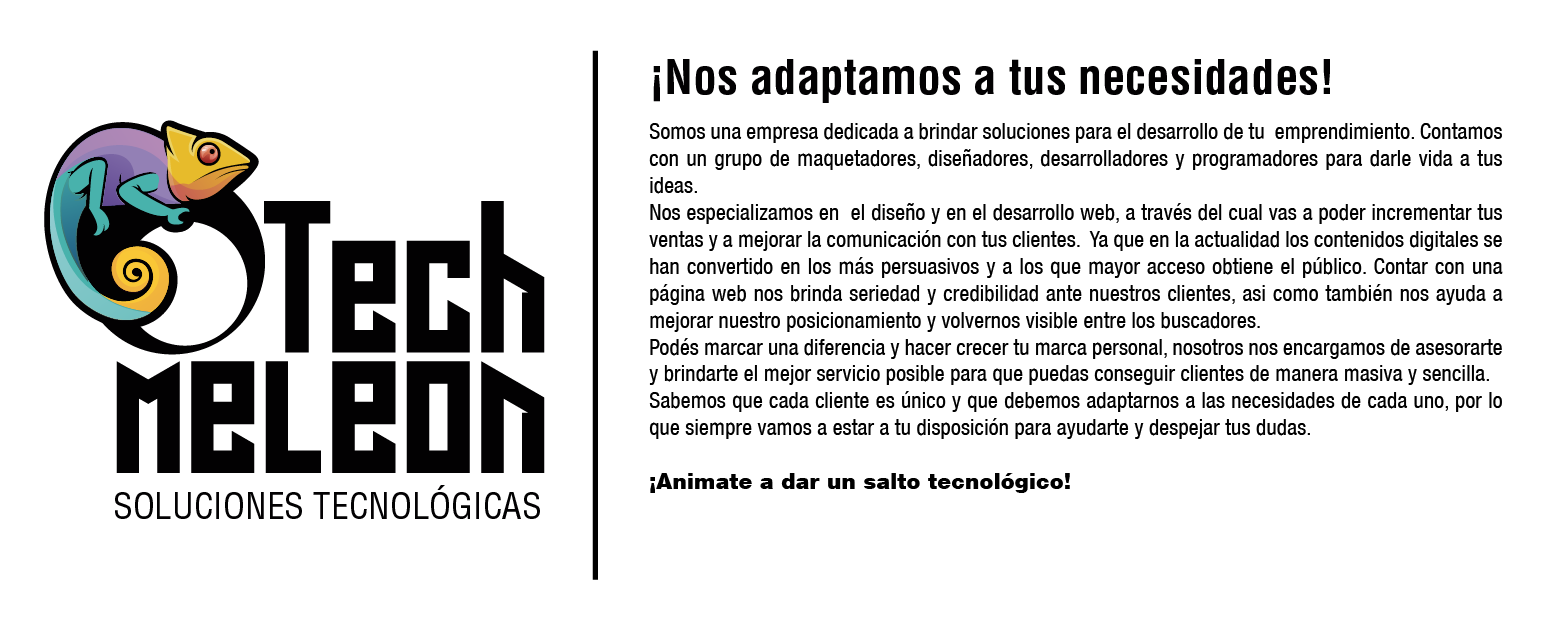 Tech
meleon
SOLUCIONES TECNOLÓGICAS
¡Nos adaptamos a tus necesidades!
Somos una empresa dedicada a brindar soluciones para el desarrollo de tu  emprendimiento. Contamos
con un grupo de maquetadores, diseñadores, desarrolladores y programadores para darle vida a tus
ideas.
Nos especializamos en  el diseño y en el desarrollo web, a través del cual vas a poder incrementar tus
ventas y a mejorar la comunicación con tus clientes.  Ya que en la actualidad los contenidos digitales se
han convertido en los más persuasivos y a los que mayor acceso obtiene el público. Contar con una
página web nos brinda seriedad y credibilidad ante nuestros clientes, asi como también nos ayuda a
mejorar nuestro posicionamiento y volvernos visible entre los buscadores.
Podés marcar una diferencia y hacer crecer tu marca personal, nosotros nos encargamos de asesorarte
y brindarte el mejor servicio posible para que puedas conseguir clientes de manera masiva y sencilla.
Sabemos que cada cliente es único y que debemos adaptarnos a las necesidades de cada uno, por lo
que siempre vamos a estar a tu disposición para ayudarte y despejar tus dudas.
¡Animate a dar un salto tecnológico!